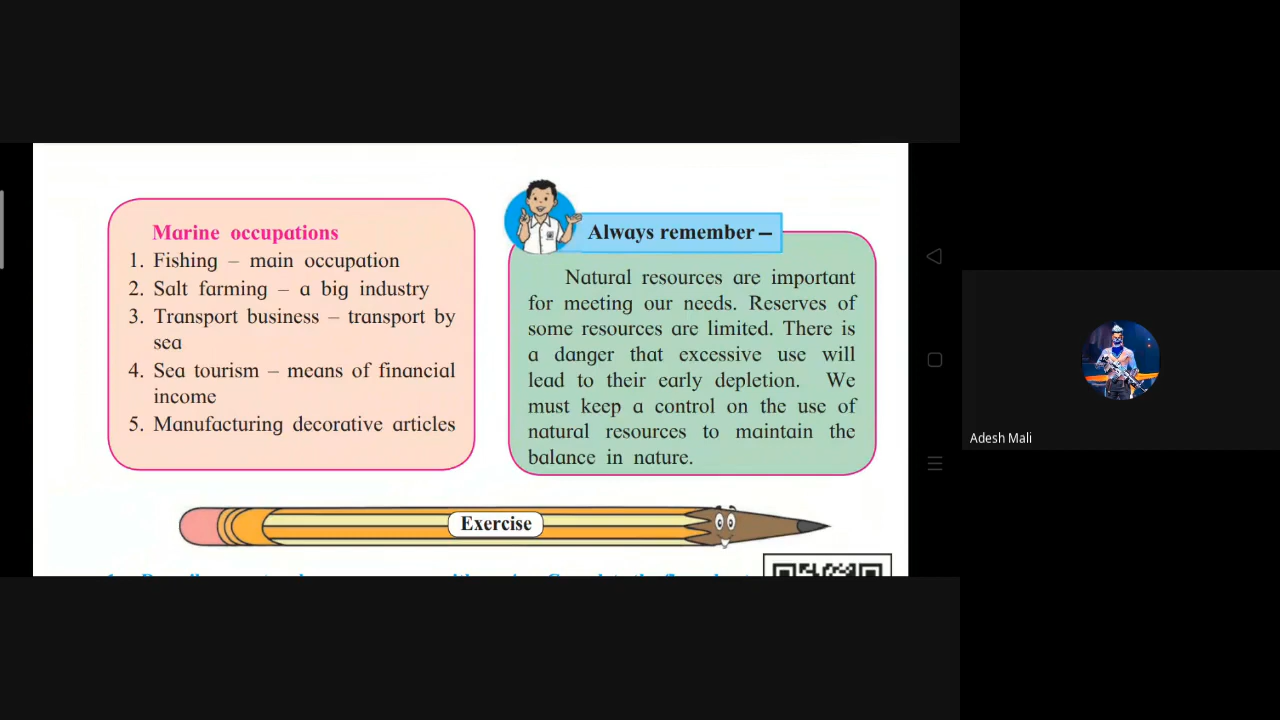 Marine occupations
1. Fishing – main occupation
2. Salt farming – a big industry
3. Transport business – transport by
sea
4. Sea tourism – means of financial
income
5. Manufacturing decorative articles
Always remember –
Natural resources are important
for meeting our needs. Reserves of
some resources are limited. There is
a danger that excessive use will
lead to their early depletion. We
must keep a control on the use of
natural resources to maintain the
balance in nature.
Exercise
Adesh Mali